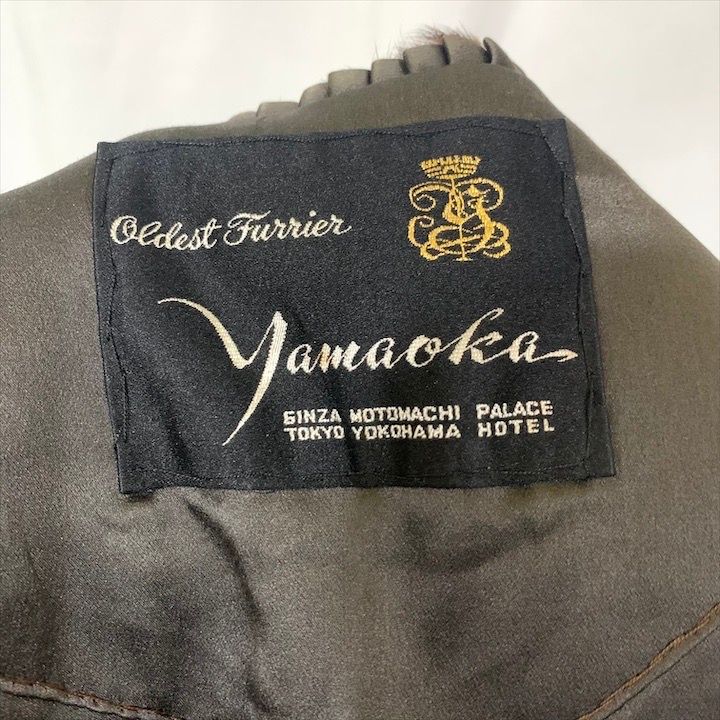 Oldest Furrier
Yamaoka
GINZA MOTOMACHI PALACE
TOKYO YOKOHAMA HOTEL